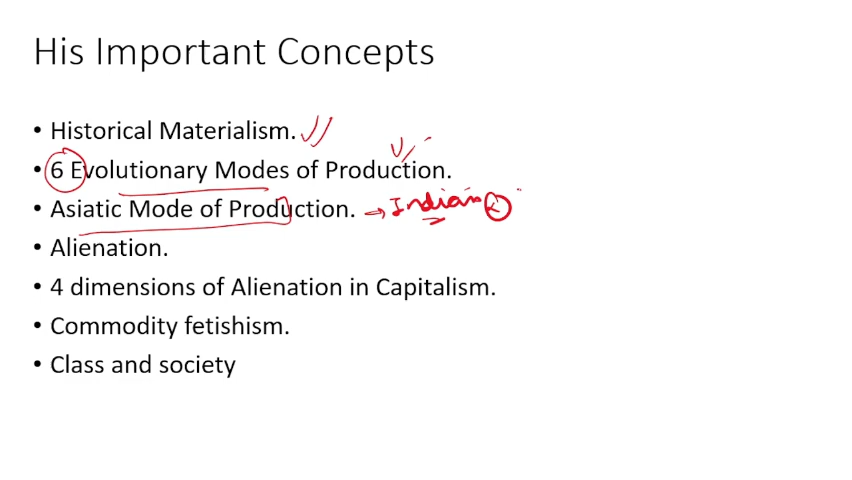 His Important Concepts
• Historical Materialism.
• 6 Evolutionary Modes of Production.
• Asiatic Mode of Production. → Indian
• Alienation.
• 4 dimensions of Alienation in Capitalism.
• Commodity fetishism.
• Class and society